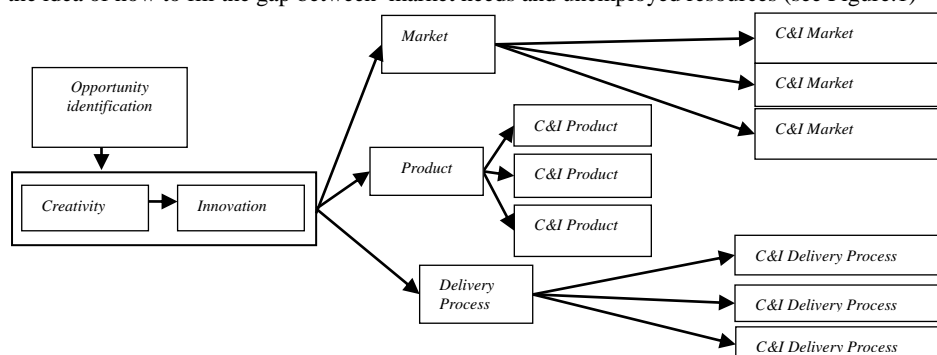 the idea of how to fill the gap between market needs and unemployed resources (see Figure.1)
Market
C&I Market
C&I Market
C&I Market
Opportunity
identification
C&I Product
C&I Product
C&I Product
Product
Creativity
Innovation
Delivery
Process
C&I Delivery Process
C&I Delivery Process
C&I Delivery Process